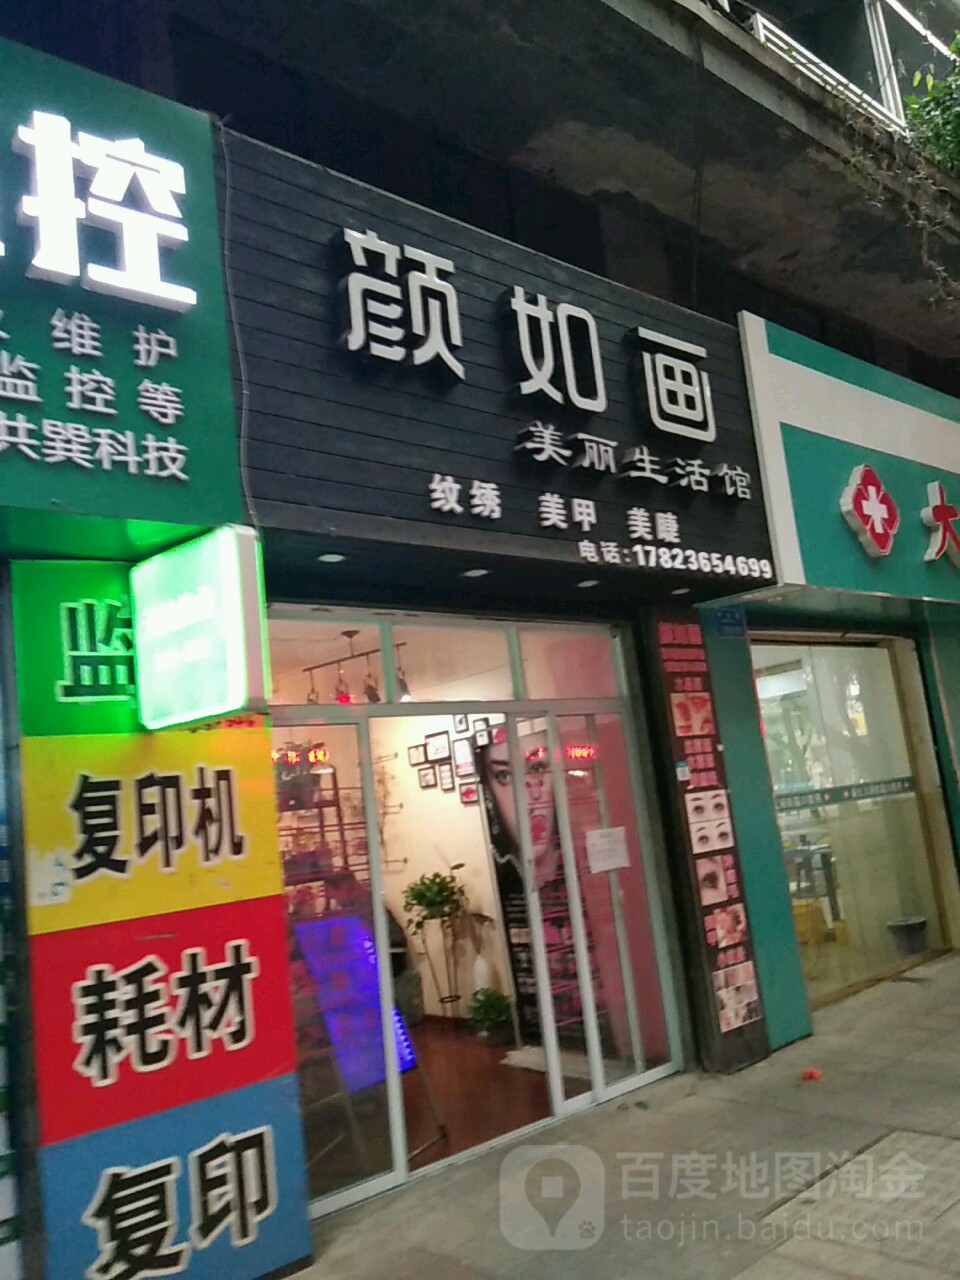 控
维护
监控等
共巽科技
颜如画
美丽生活馆
纹绣 美甲 美睫
电话:17823654699
大
监
复印机
耗材
复印
百度地图淘金
taojin.baidu.com